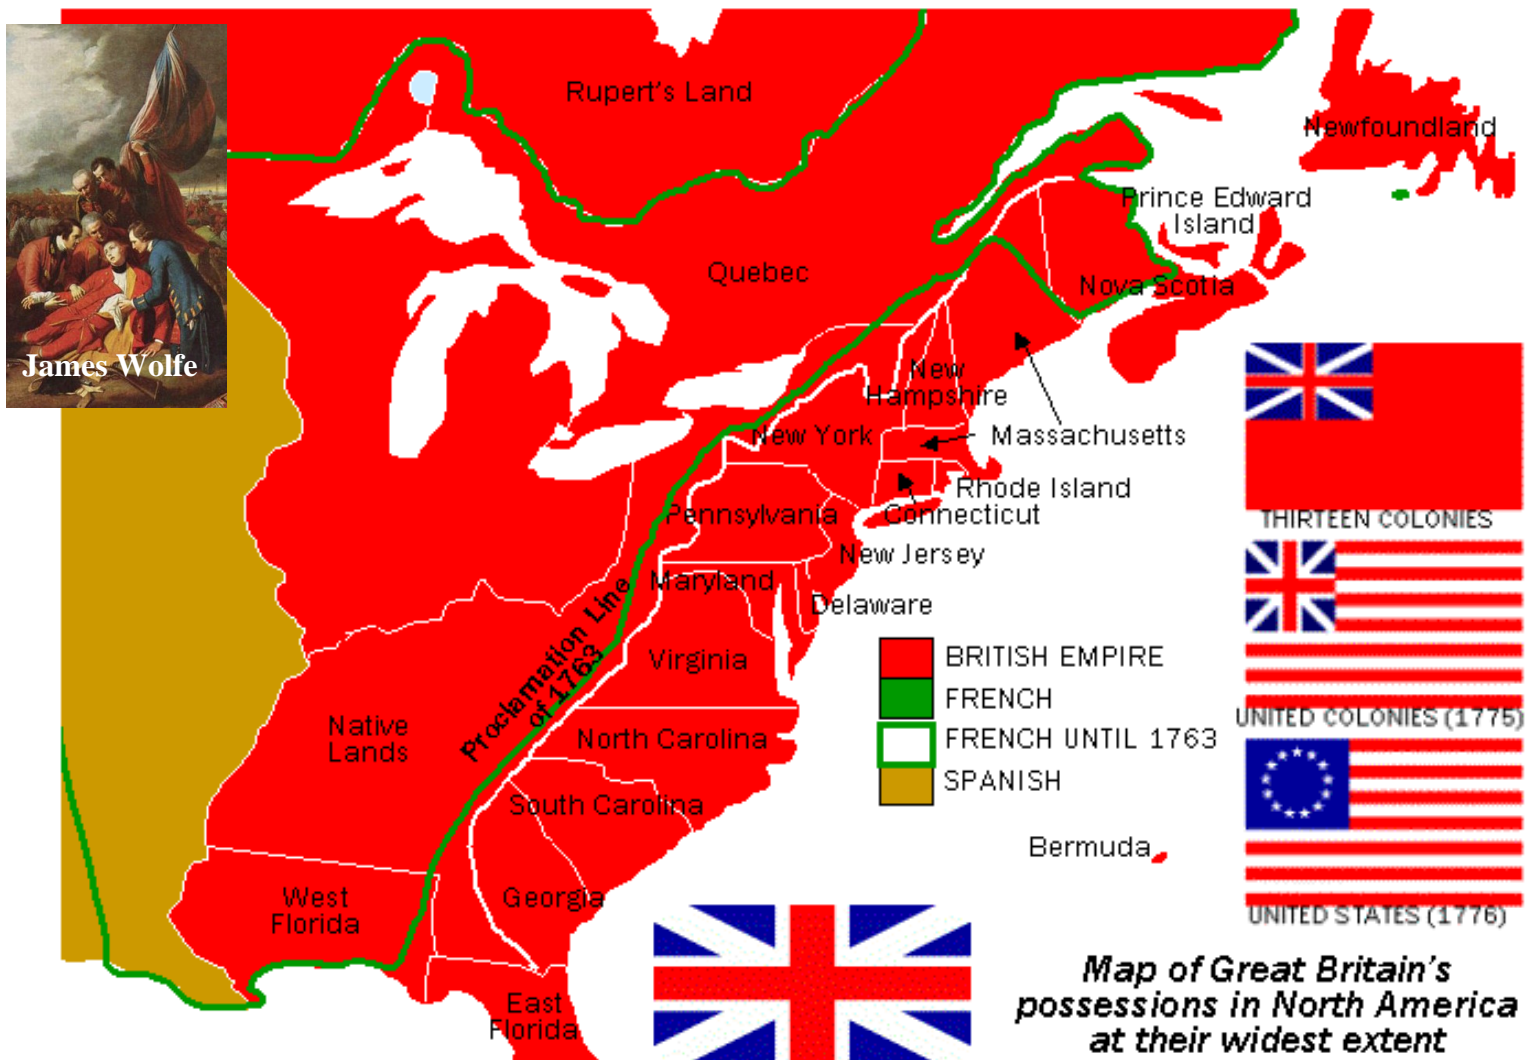 Rupert's Land
Newfoundland
Prince Edward
Island
Quebec
Nova Scotia
James Wolfe
New
Hampshire
New York
Massachusetts
Rhode Island
Pennsylvania
Connecticut
THIRTEEN COLONIES
New Jersey
Maryland
Delaware
Proclamation Line
of 1763
Virginia
BRITISH EMPIRE
FRENCH
FRENCH UNTIL 1763
SPANISH
UNITED COLONIES (1775)
Native
Lands
North Carolina
South Carolina
Bermuda
West
Florida
Georgia
UNITED STATES (1776)
East
Florida
Map of Great Britain's
possessions in North America
at their widest extent